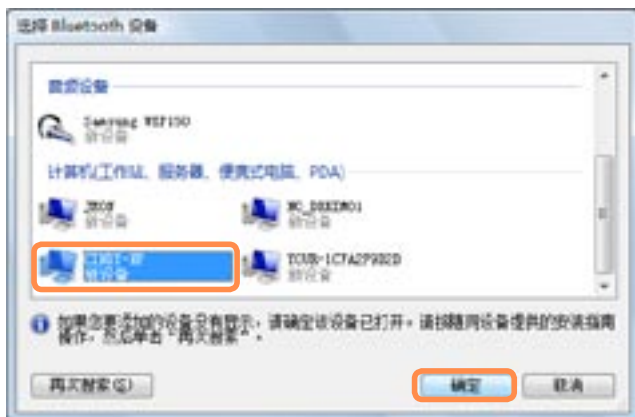 选择 Bluetooth 设备
音频设备
Samsung WEP150
新设备
计算机(工作站、服务器、便携式电脑、PDA)
新设备
新设备
新设备
新设备
如果您要添加的设备没有显示，请确定该设备已打开。请按随同设备提供的安装指南
操作，然后单击“再次搜索”。
再次搜索(S)
确定
取消